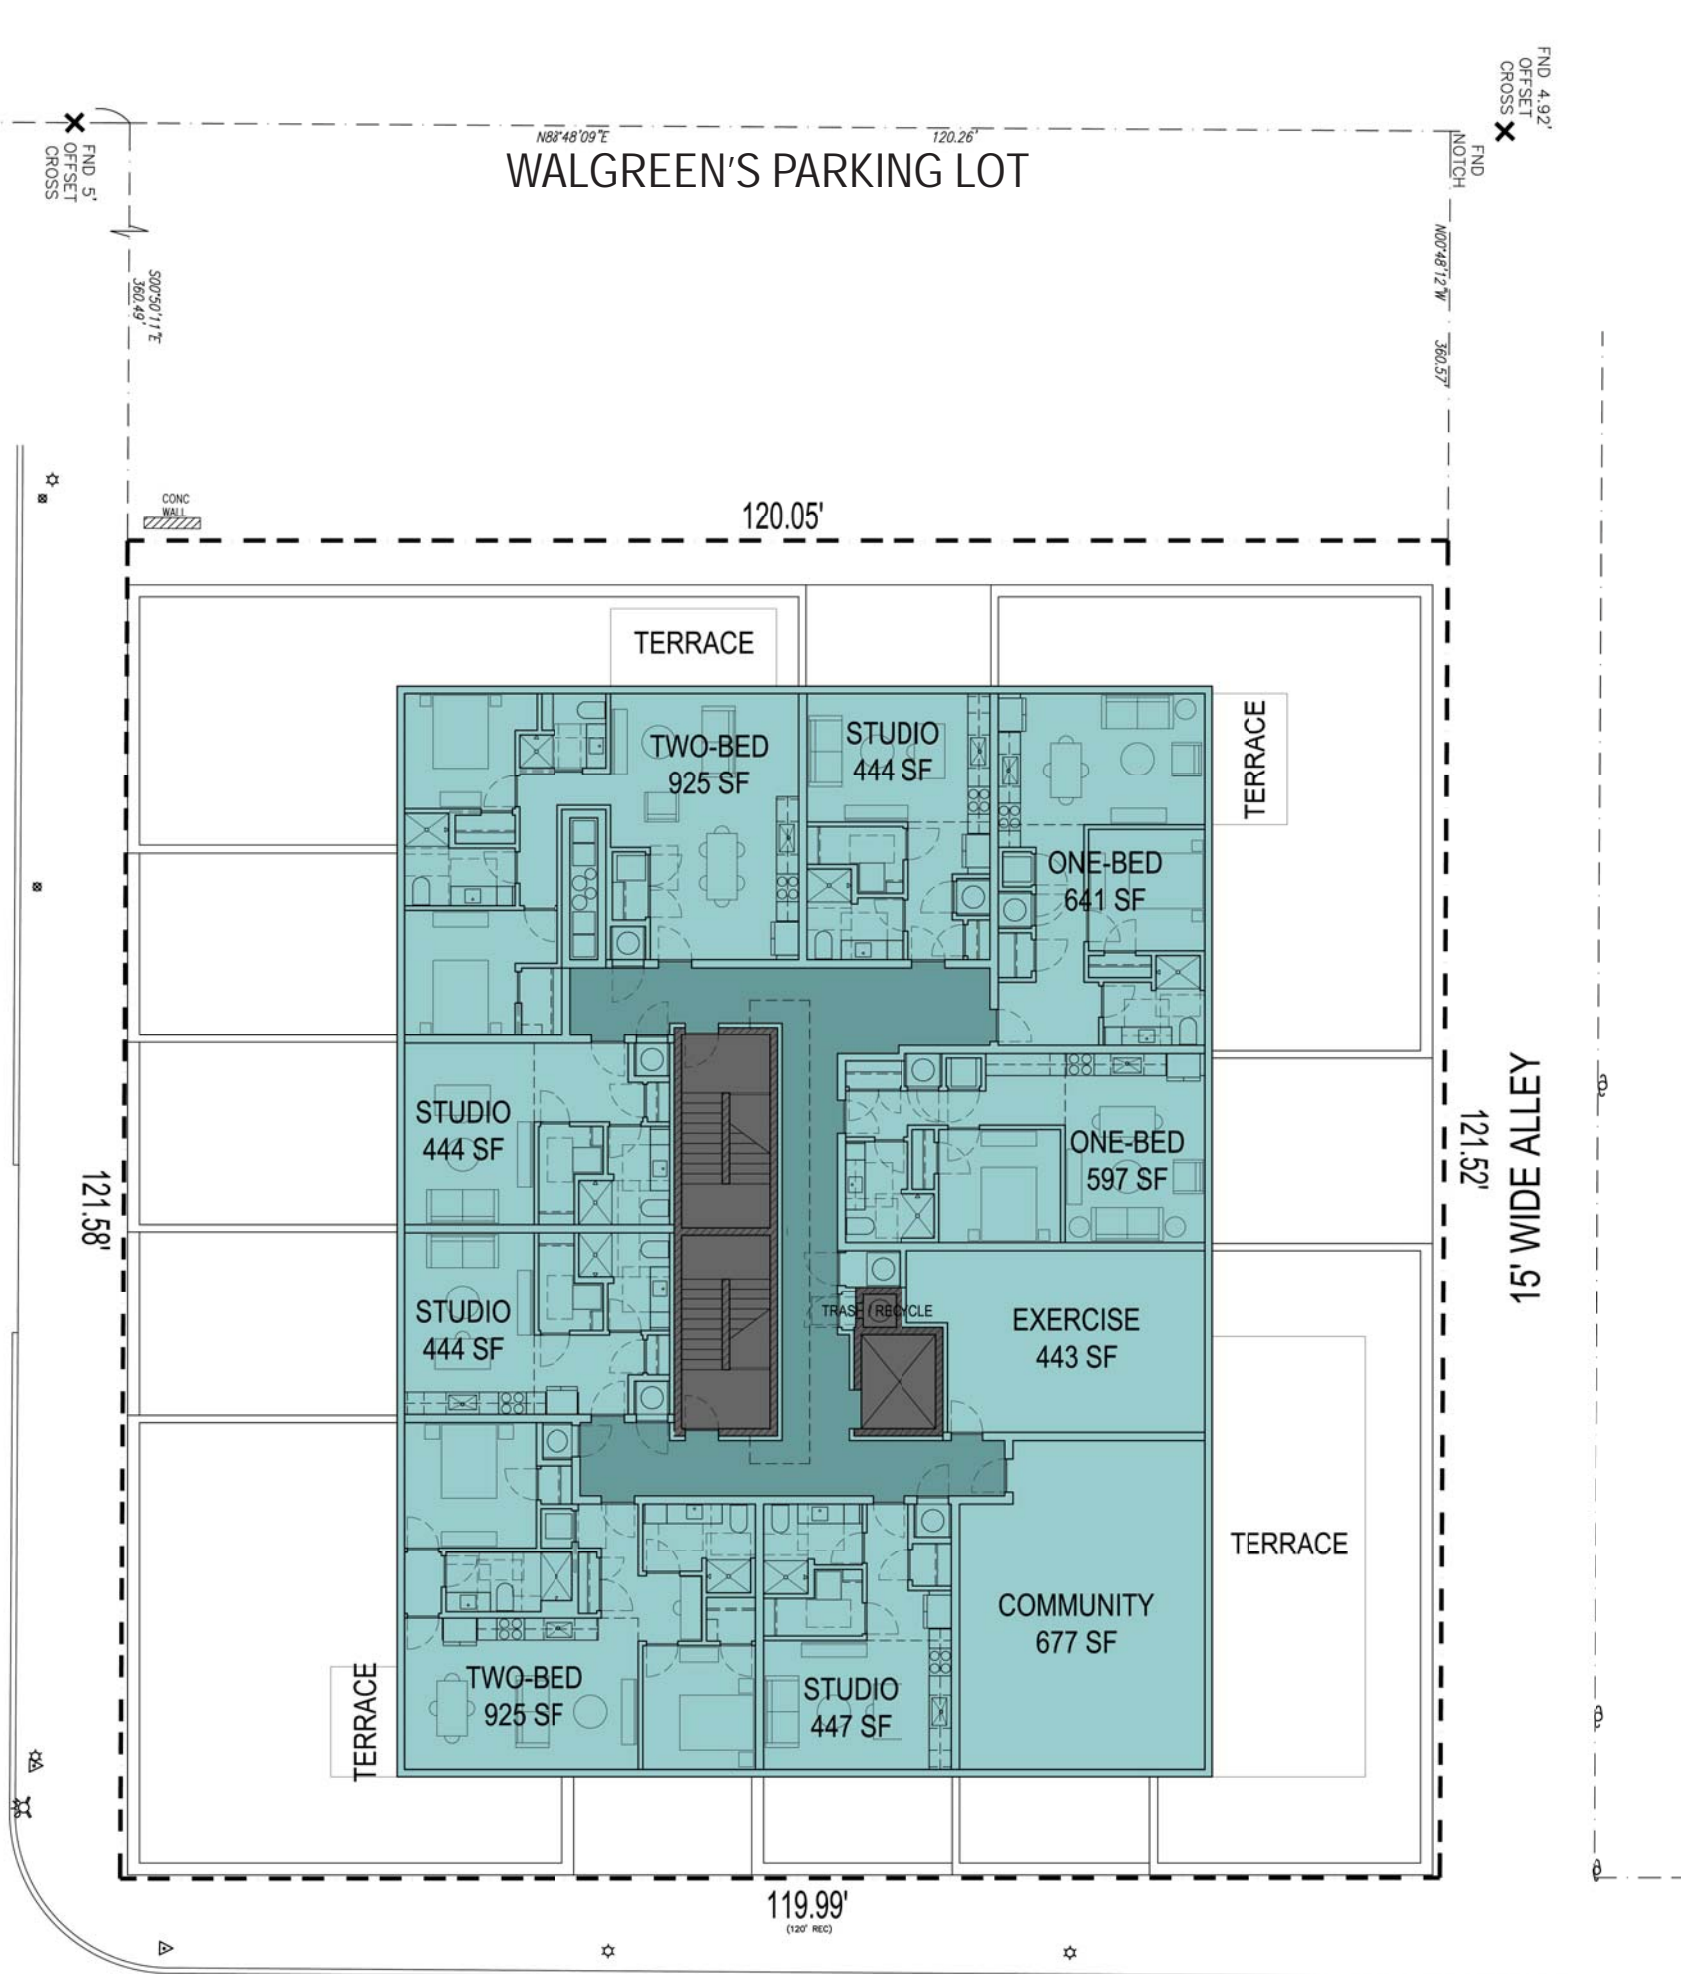 FND 4.92'
OFFSET
CROSS
FND
NOTCH
FND 5'
OFFSET
CROSS
N88°48'09"E
120.26'
WALGREEN'S PARKING LOT
S00°50'11"E
360.49'
N00°48'12"W
360.57'
CONC
WALL
120.05'
TERRACE
TERRACE
TWO-BED
925 SF
STUDIO
444 SF
ONE-BED
641 SF
STUDIO
444 SF
ONE-BED
597 SF
121.58'
121.52'
15' WIDE ALLEY
STUDIO
444 SF
TRASH / RECYCLE
EXERCISE
443 SF
TERRACE
COMMUNITY
677 SF
TWO-BED
925 SF
STUDIO
447 SF
TERRACE
119.99'
(120' REC)